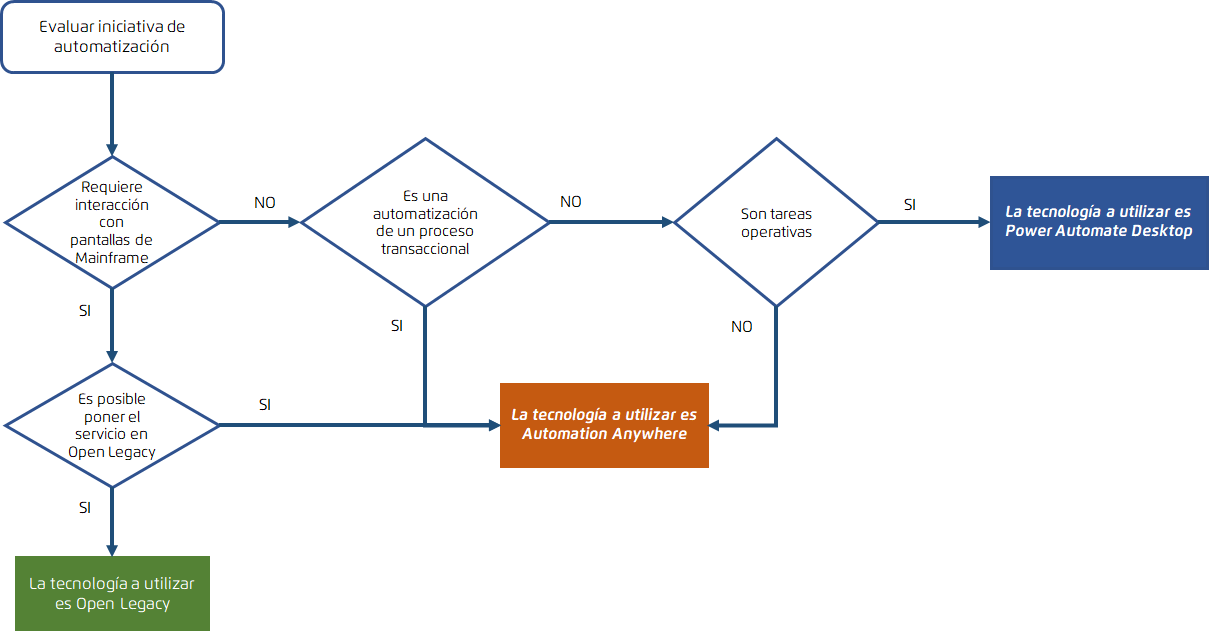 Evaluar iniciativa de
automatización
Requiere
interacción
con
pantallas de
Mainframe
NO
Es una
automatización
de un proceso
transaccional
NO
Son tareas
operativas
SI
La tecnología a utilizar es
Power Automate Desktop
SI
SI
NO
Es posible
poner el
servicio en
Open Legacy
SI
La tecnología a utilizar es
Automation Anywhere
SI
La tecnología a utilizar
es Open Legacy